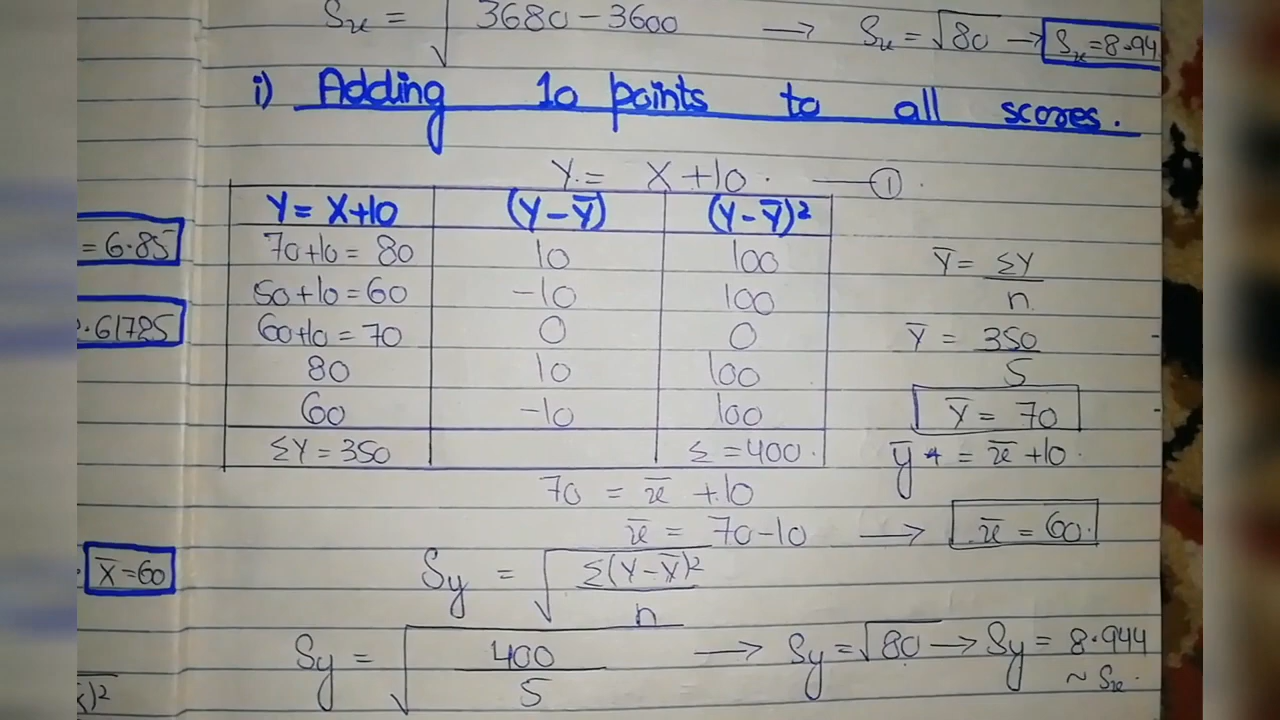 Sx = √3680-3600 → Sx = √80 → Sx=8.94
i) Adding 10 points to all scores.
Y = X+10. —①.
Y= X+10 (Y-Y̅) (Y-Y̅)²
70+10= 80 10 100
50+10=60 -10 100
60+10= 70 0 0
80 10 100
60 -10 100
ΣY=350 Σ=400.
= 6.85
.61725
X̅=60
)²
Y̅= ΣY/n
Y̅ = 350/5
Y̅ = 70
y̅ = x̅+10.
70 = x̅ +10
x̅ = 70-10 → x̅ = 60.
Sy = √Σ(Y-Y̅)²/n
Sy = √400/5 → Sy=√80 → Sy= 8.944
~ Sx.